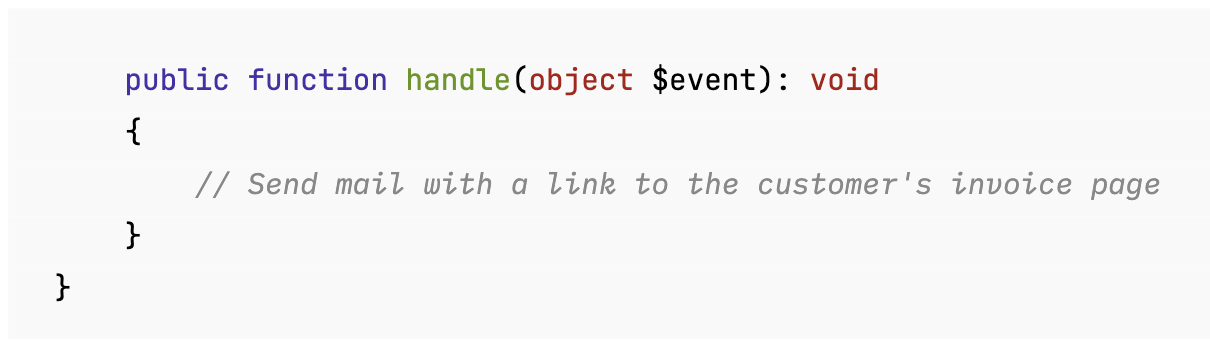 public function handle(object $event): void
{
// Send mail with a link to the customer's invoice page
}
}